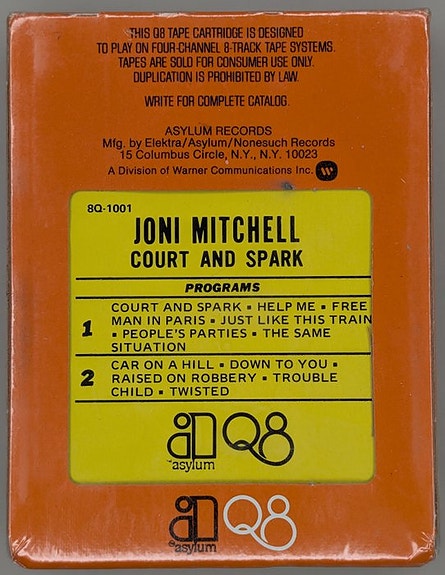 THIS Q8 TAPE CARTRIDGE IS DESIGNED
TO PLAY ON FOUR-CHANNEL 8-TRACK TAPE SYSTEMS.
TAPES ARE SOLD FOR CONSUMER USE ONLY.
DUPLICATION IS PROHIBITED BY LAW.
WRITE FOR COMPLETE CATALOG.
ASYLUM RECORDS
Mfg. by Elektra/Asylum/Nonesuch Records
15 Columbus Circle, N.Y., N.Y. 10023
A Division of Warner Communications Inc.
8Q-1001
JONI MITCHELL
COURT AND SPARK
PROGRAMS
1
COURT AND SPARK ▪ HELP ME ▪ FREE
MAN IN PARIS ▪ JUST LIKE THIS TRAIN
▪ PEOPLE'S PARTIES ▪ THE SAME
SITUATION
2
CAR ON A HILL ▪ DOWN TO YOU ▪
RAISED ON ROBBERY ▪ TROUBLE
CHILD ▪ TWISTED
asylum Q8
asylum Q8